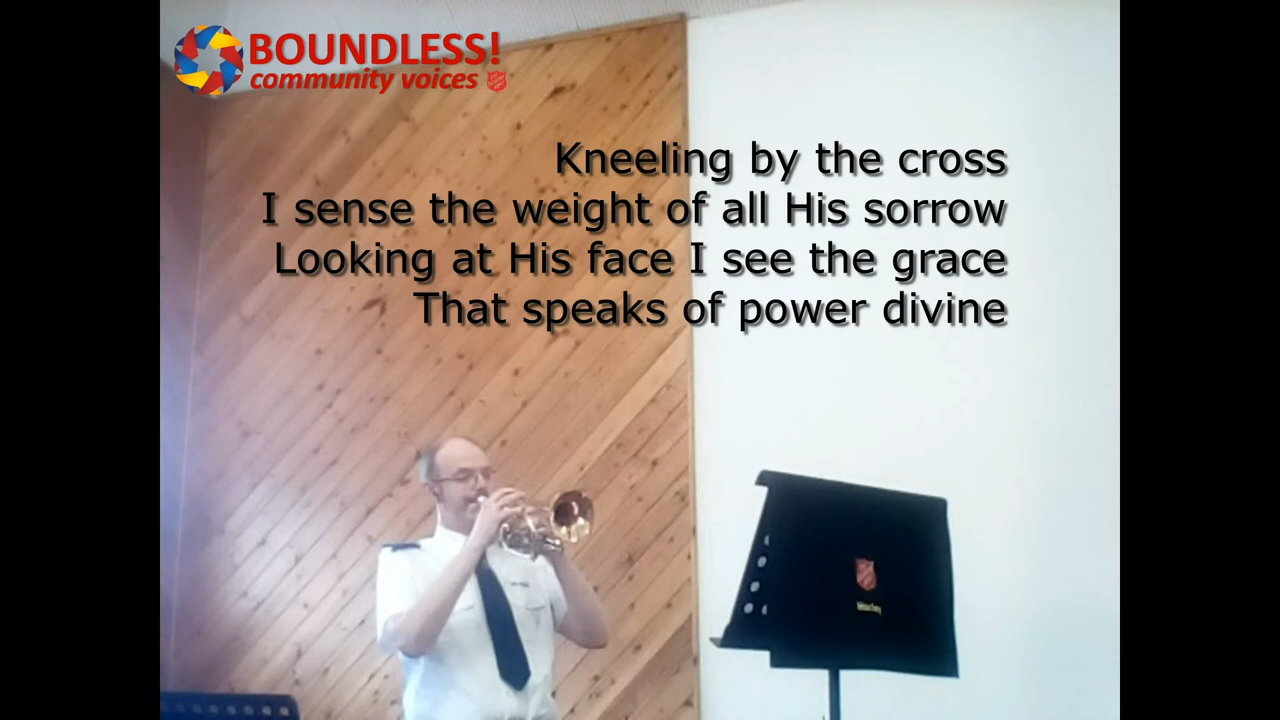 BOUNDLESS!
community voices
Kneeling by the cross
I sense the weight of all His sorrow
Looking at His face I see the grace
That speaks of power divine